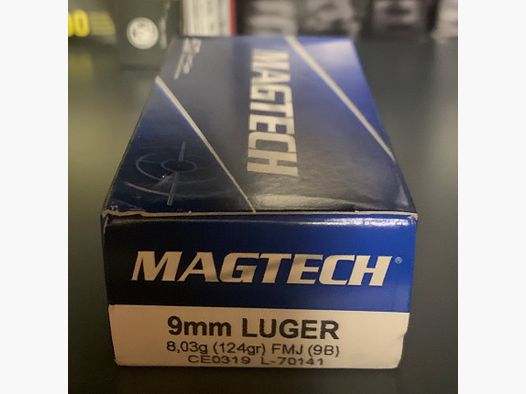 MAGTECH
MAGTECH®
9mm LUGER
8,03g (124gr) FMJ (9B)
CE0319 L-70141